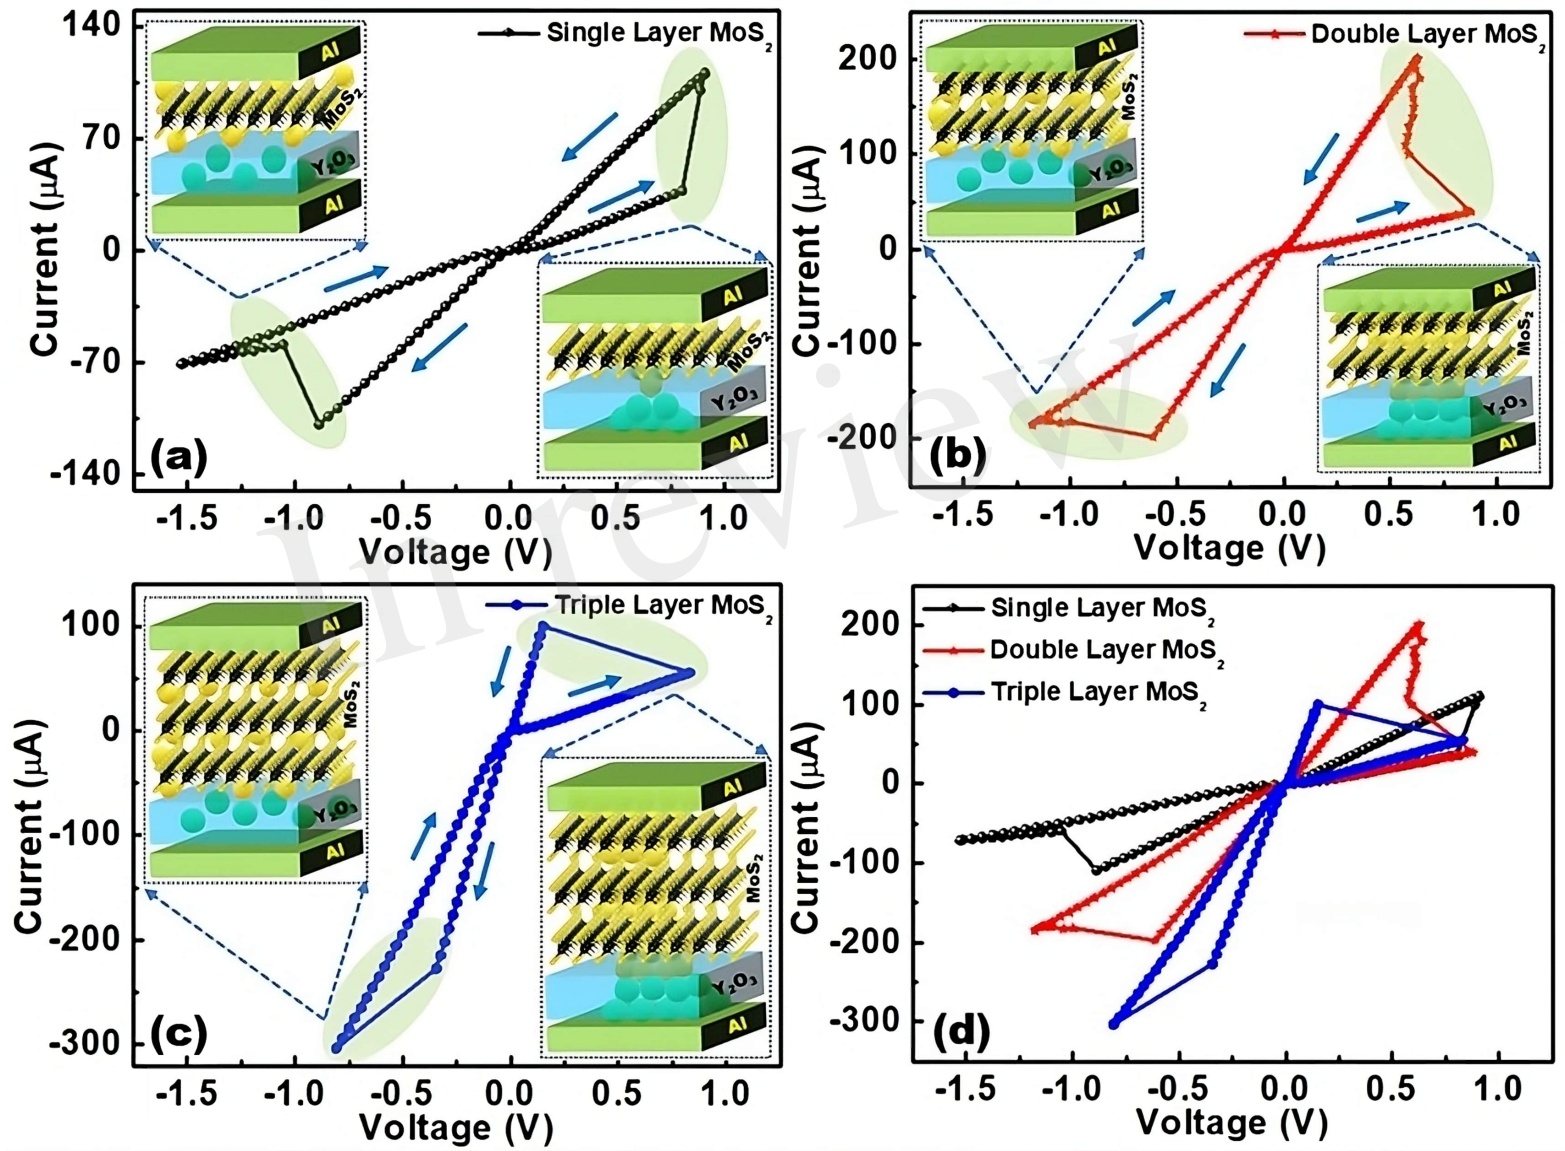 Single Layer MoS₂
140
70
0
-70
-140
Current (µA)
-1.5 -1.0 -0.5 0.0 0.5 1.0
Voltage (V)
(a)
Al
MoS₂
Y₂O₃
Al
Al
MoS₂
Y₂O₃
Al
Double Layer MoS₂
200
100
0
-100
-200
Current (µA)
-1.5 -1.0 -0.5 0.0 0.5 1.0
Voltage (V)
(b)
Al
MoS₂
Y₂O₃
Al
Al
MoS₂
Y₂O₃
Al
Triple Layer MoS₂
100
0
-100
-200
-300
Current (µA)
-1.5 -1.0 -0.5 0.0 0.5 1.0
Voltage (V)
(c)
Al
MoS₂
Y₂O₃
Al
Al
MoS₂
Y₂O₃
Al
Single Layer MoS₂
Double Layer MoS₂
Triple Layer MoS₂
200
100
0
-100
-200
-300
Current (µA)
-1.5 -1.0 -0.5 0.0 0.5 1.0
Voltage (V)
(d)
In review